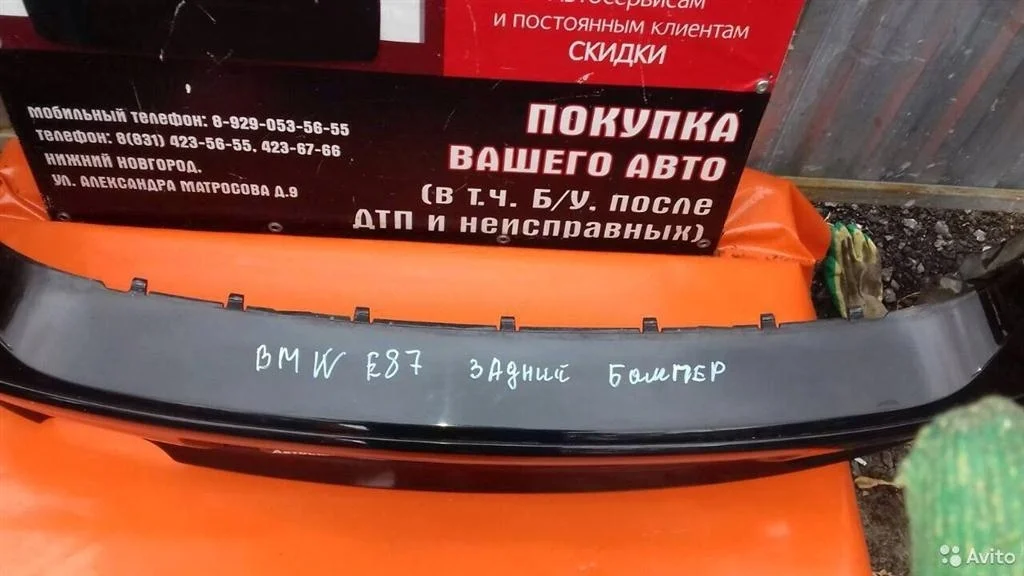 Автосервисам
и постоянным клиентам
СКИДКИ
мобильный телефон: 8-929-053-56-55
телефон: 8(831) 423-56-55, 423-67-66
НИЖНИЙ НОВГОРОД.
УЛ. АЛЕКСАНДРА МАТРОСОВА Д.9
ПОКУПКА
ВАШЕГО АВТО
(В Т.Ч. Б/У. после
ДТП И неисправных)
BMW E87 ЗАДНИЙ БАМПЕР
Avito